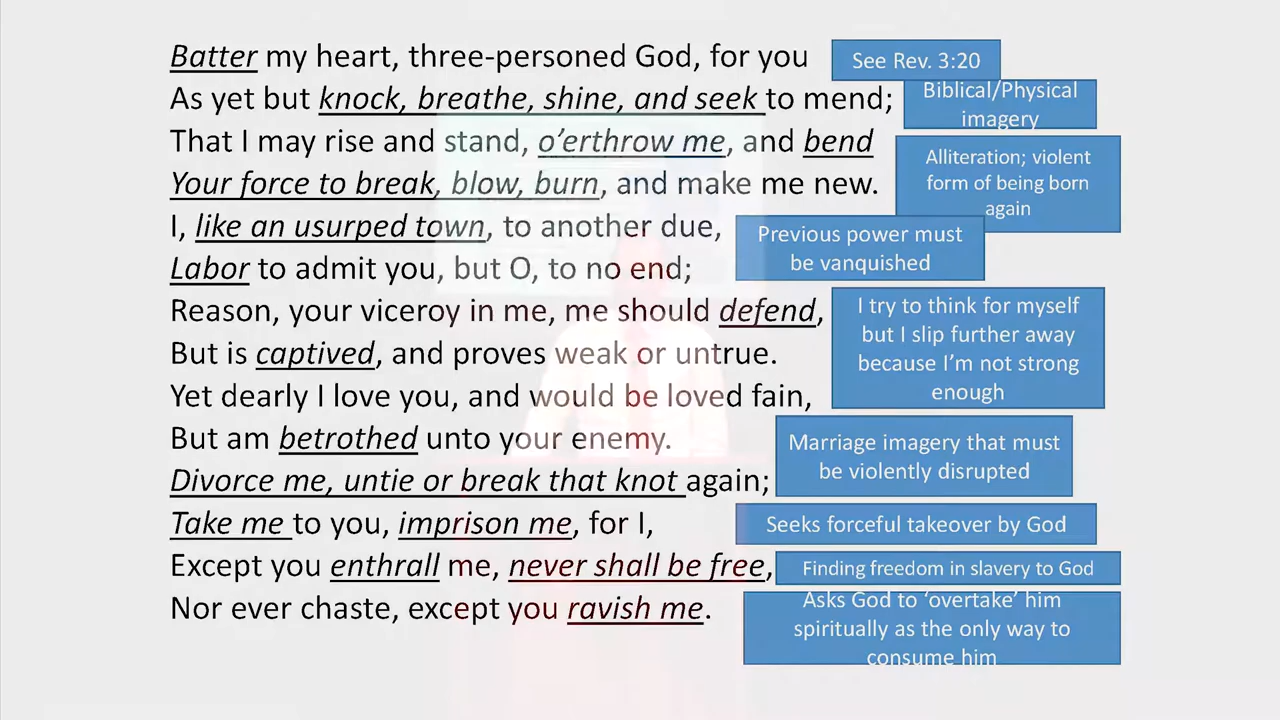 Batter my heart, three-personed God, for you
See Rev. 3:20
As yet but knock, breathe, shine, and seek to mend;
Biblical/Physical
imagery
That I may rise and stand, o’erthrow me, and bend
Your force to break, blow, burn, and make me new.
Alliteration; violent
form of being born
again
I, like an usurped town, to another due,
Labor to admit you, but O, to no end;
Previous power must
be vanquished
Reason, your viceroy in me, me should defend,
But is captived, and proves weak or untrue.
Yet dearly I love you, and would be loved fain,
I try to think for myself
but I slip further away
because I’m not strong
enough
But am betrothed unto your enemy.
Divorce me, untie or break that knot again;
Marriage imagery that must
be violently disrupted
Take me to you, imprison me, for I,
Seeks forceful takeover by God
Except you enthrall me, never shall be free,
Finding freedom in slavery to God
Nor ever chaste, except you ravish me.
Asks God to ‘overtake’ him
spiritually as the only way to
consume him